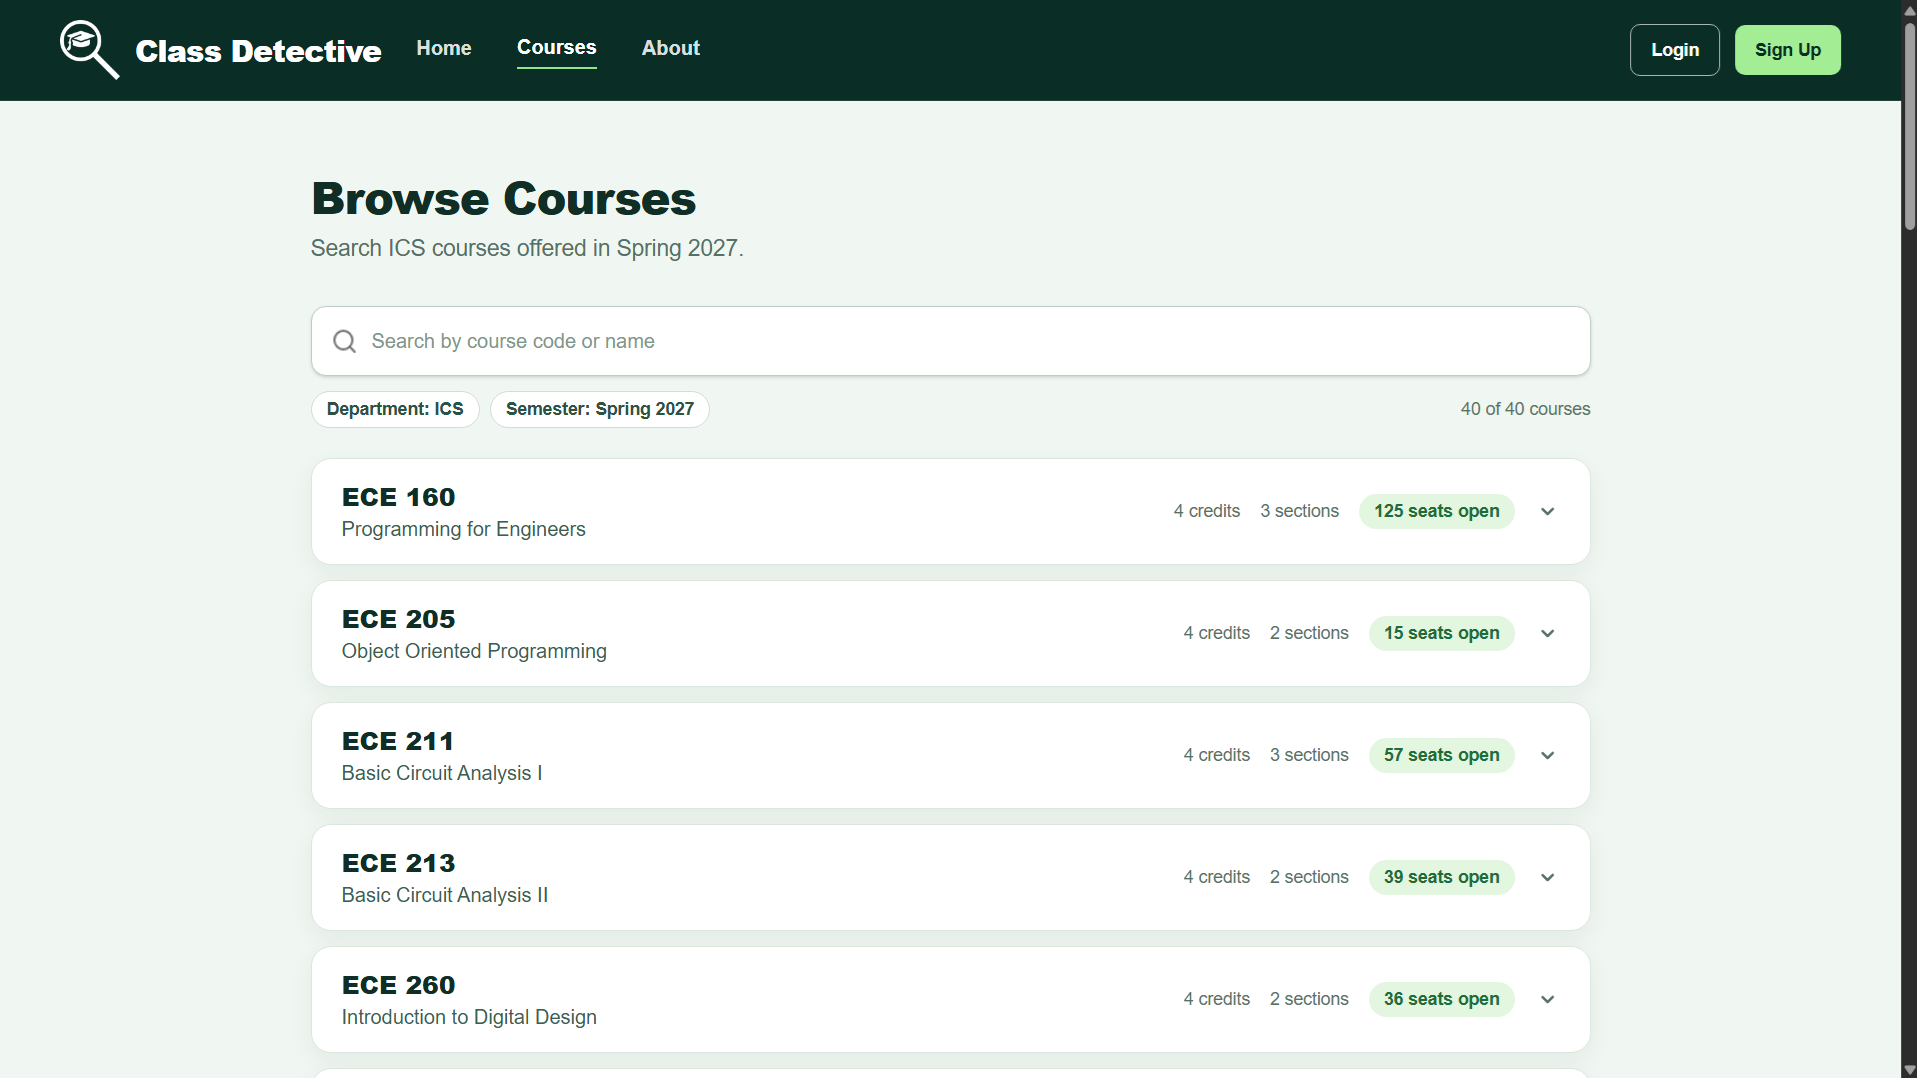 Class Detective
Home
Courses
About
Login
Sign Up
Browse Courses
Search ICS courses offered in Spring 2027.
Search by course code or name
Department: ICS
Semester: Spring 2027
40 of 40 courses
ECE 160
Programming for Engineers
4 credits
3 sections
125 seats open
ECE 205
Object Oriented Programming
4 credits
2 sections
15 seats open
ECE 211
Basic Circuit Analysis I
4 credits
3 sections
57 seats open
ECE 213
Basic Circuit Analysis II
4 credits
2 sections
39 seats open
ECE 260
Introduction to Digital Design
4 credits
2 sections
36 seats open